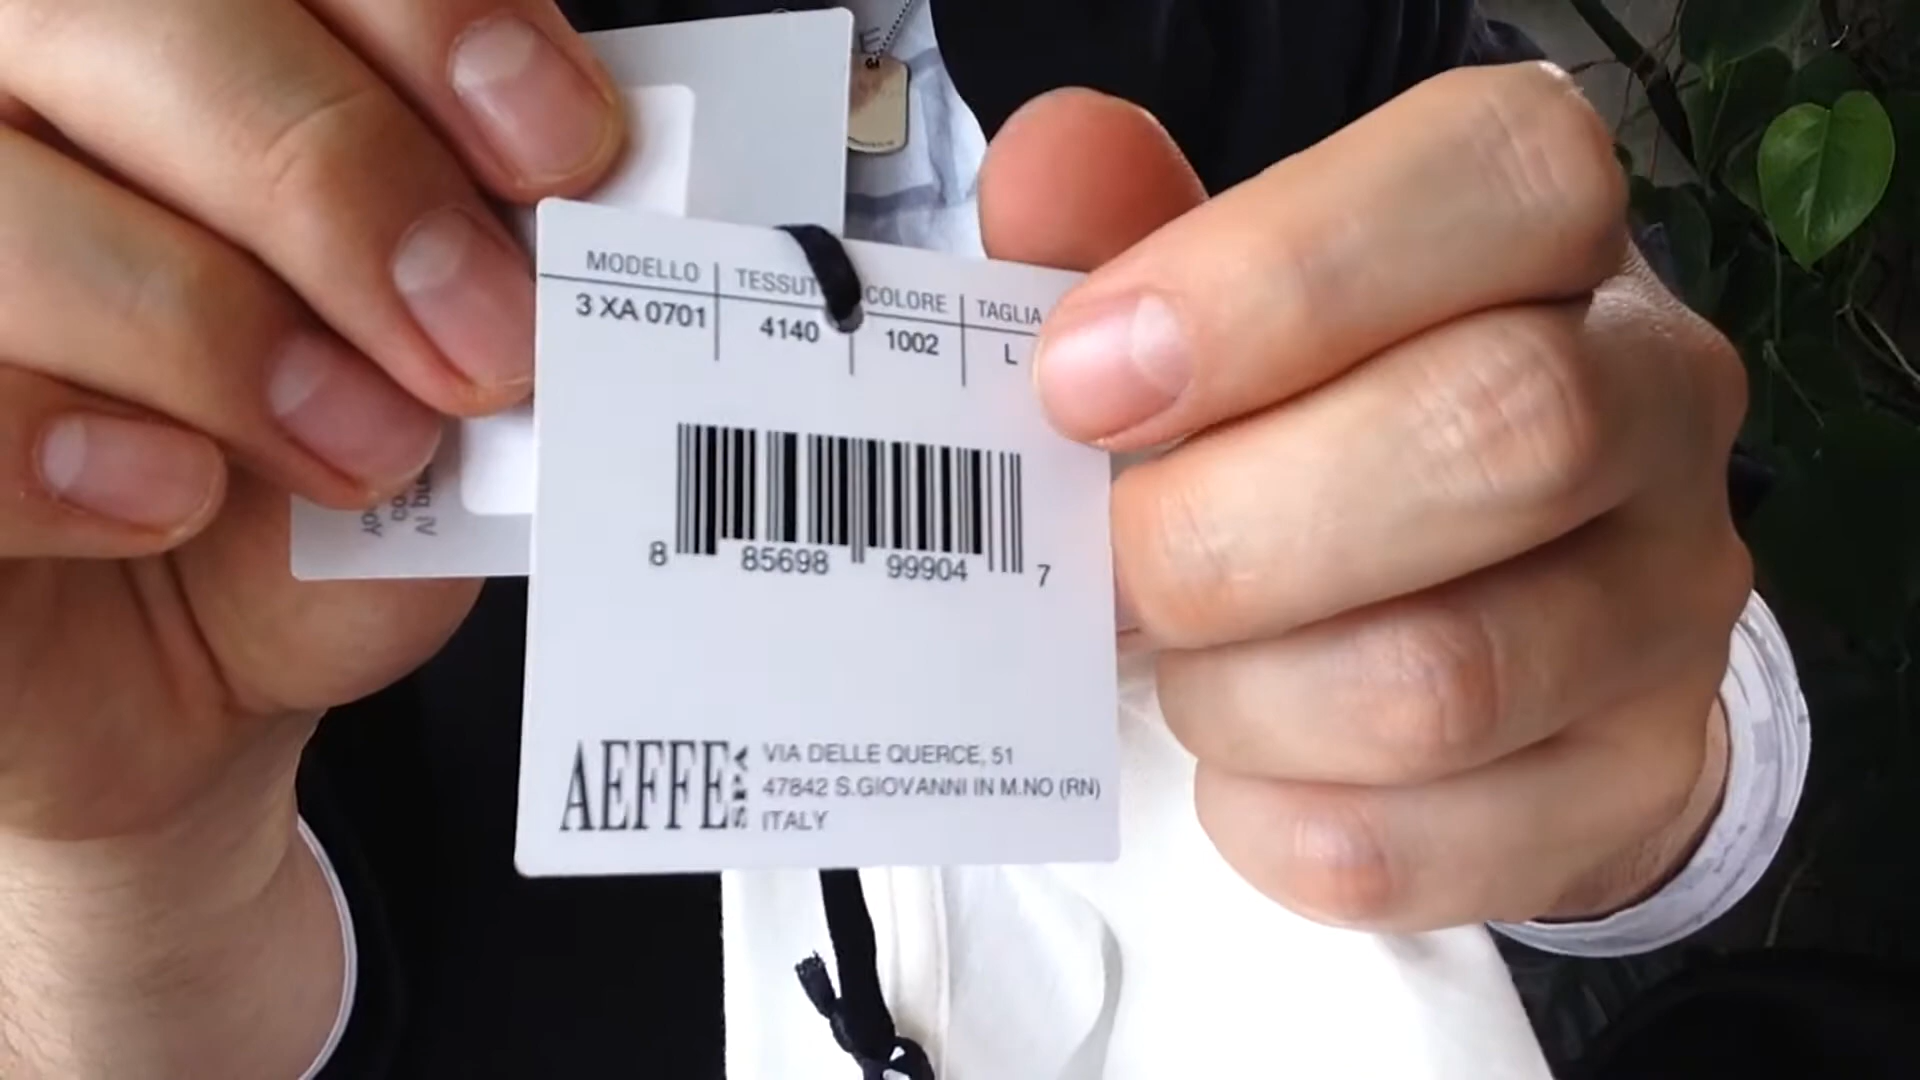 MODELLO TESSUT COLORE TAGLIA
3 XA 0701 4140 1002 L
8 85698 99904 7
AEFFE SPA
VIA DELLE QUERCE, 51
47842 S.GIOVANNI IN M.NO (RN)
ITALY